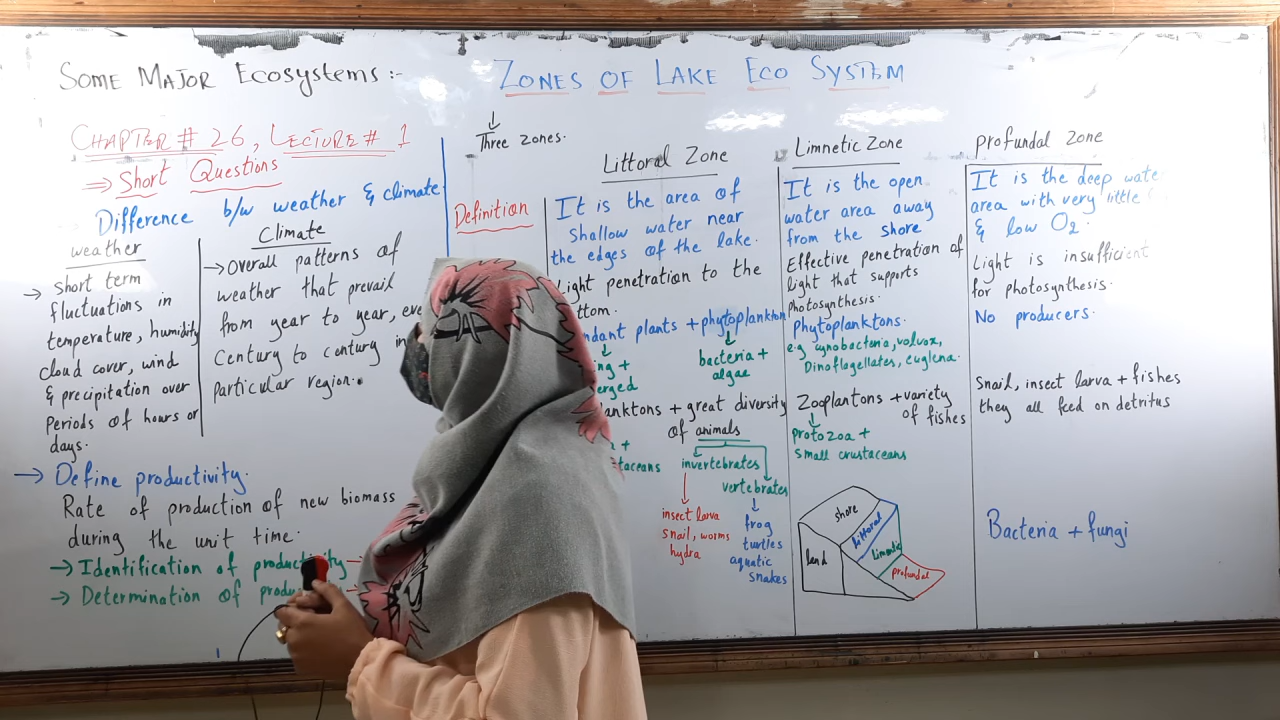 SOME MAJOR Ecosystems :-
CHAPTER # 26, LECTURE # 1
⇒ Short Questions
Difference b/w weather & climate
weather
→ short term
fluctuations in
temperature, humidity
cloud cover, wind
& precipitation over
Periods of hours or
days.
Climate
→ Overall patterns of
weather that prevail
from year to year, even
Century to century in
particular region.
→ Define productivity.
Rate of production of new biomass
during the unit time.
→ Identification of productivity
→ Determination of
ZONES OF LAKE ECO SYSTEM
↓
Three zones.
Definition
Littoral Zone
It is the area of
Shallow water near
the edges of the lake.
Light penetration to the
plants + phytoplankton
bacteria +
algae
+ great diversity
of animals
invertebrates
vertebrates
insect larva
snail, worms
hydra
frog
turtles
aquatic
snakes
Limnetic Zone
It is the open
water area away
from the shore
Effective penetration of
light that supports
photosynthesis.
Phytoplanktons.
e.g cynobacteria, volvox,
Dinoflagellates, euglena.
Zooplantons + variety
of fishes
protozoa +
small crustaceans
shore
littoral
limnetic
profundal
land
Profundal Zone
It is the deep water
area with very little
& low O2.
Light is insufficient
for photosynthesis.
No producers.
Snail, insect larva + fishes
they all feed on detritus
Bacteria + fungi